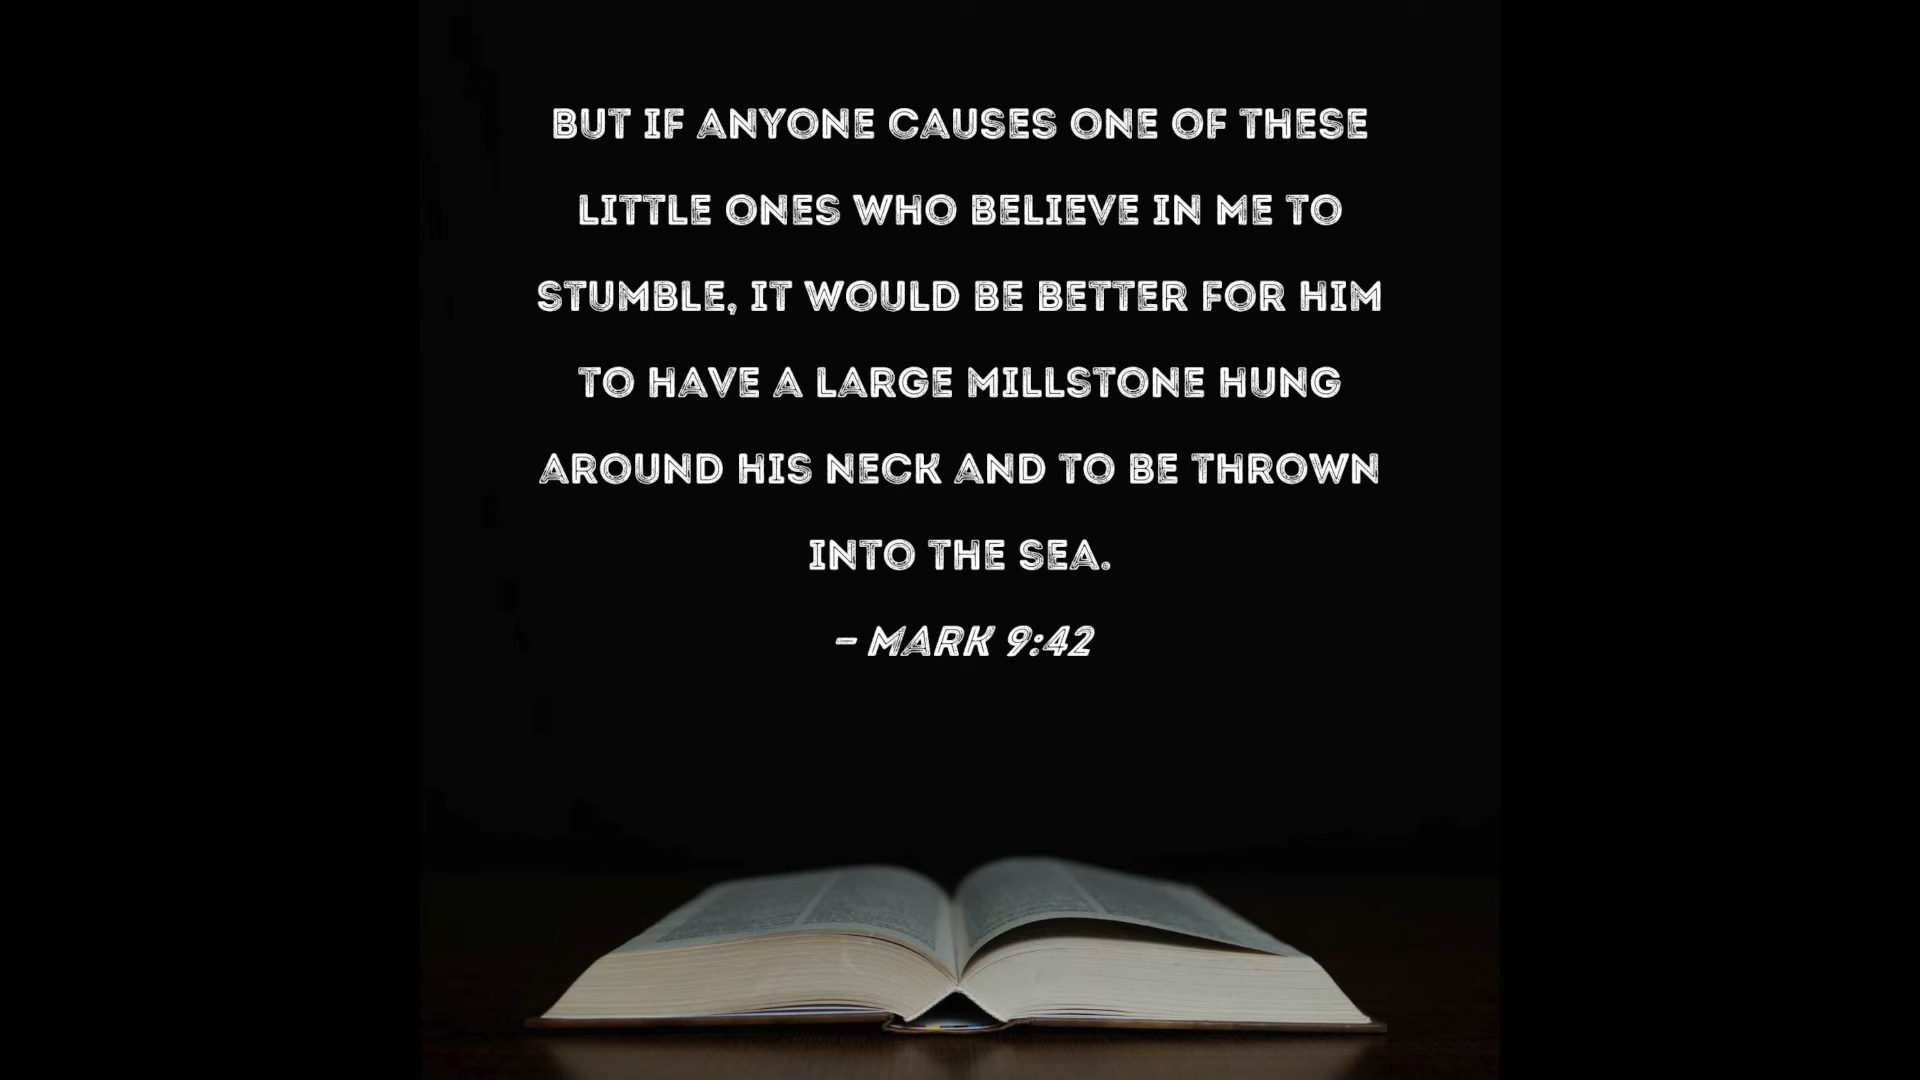 BUT IF ANYONE CAUSES ONE OF THESE
LITTLE ONES WHO BELIEVE IN ME TO
STUMBLE, IT WOULD BE BETTER FOR HIM
TO HAVE A LARGE MILLSTONE HUNG
AROUND HIS NECK AND TO BE THROWN
INTO THE SEA.
- MARK 9:42